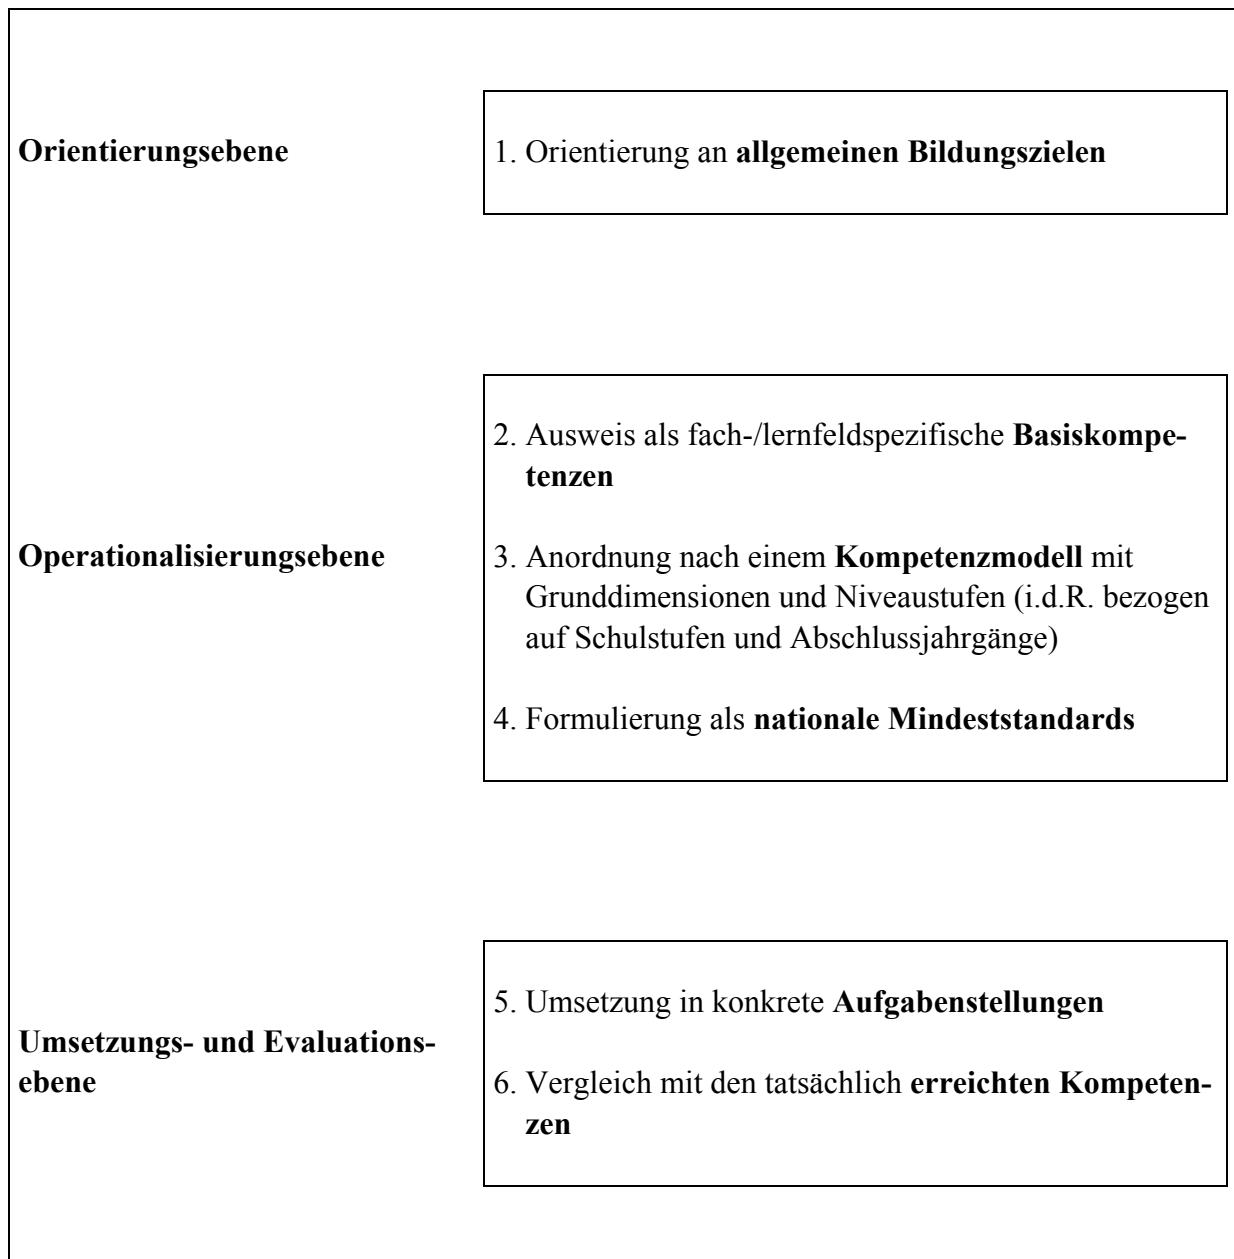 Orientierungsebene
1. Orientierung an allgemeinen Bildungszielen
Operationalisierungsebene
2. Ausweis als fach-/lernfeldspezifische Basiskompe-
tenzen
3. Anordnung nach einem Kompetenzmodell mit
Grunddimensionen und Niveaustufen (i.d.R. bezogen
auf Schulstufen und Abschlussjahrgänge)
4. Formulierung als nationale Mindeststandards
Umsetzungs- und Evaluations-
ebene
5. Umsetzung in konkrete Aufgabenstellungen
6. Vergleich mit den tatsächlich erreichten Kompeten-
zen